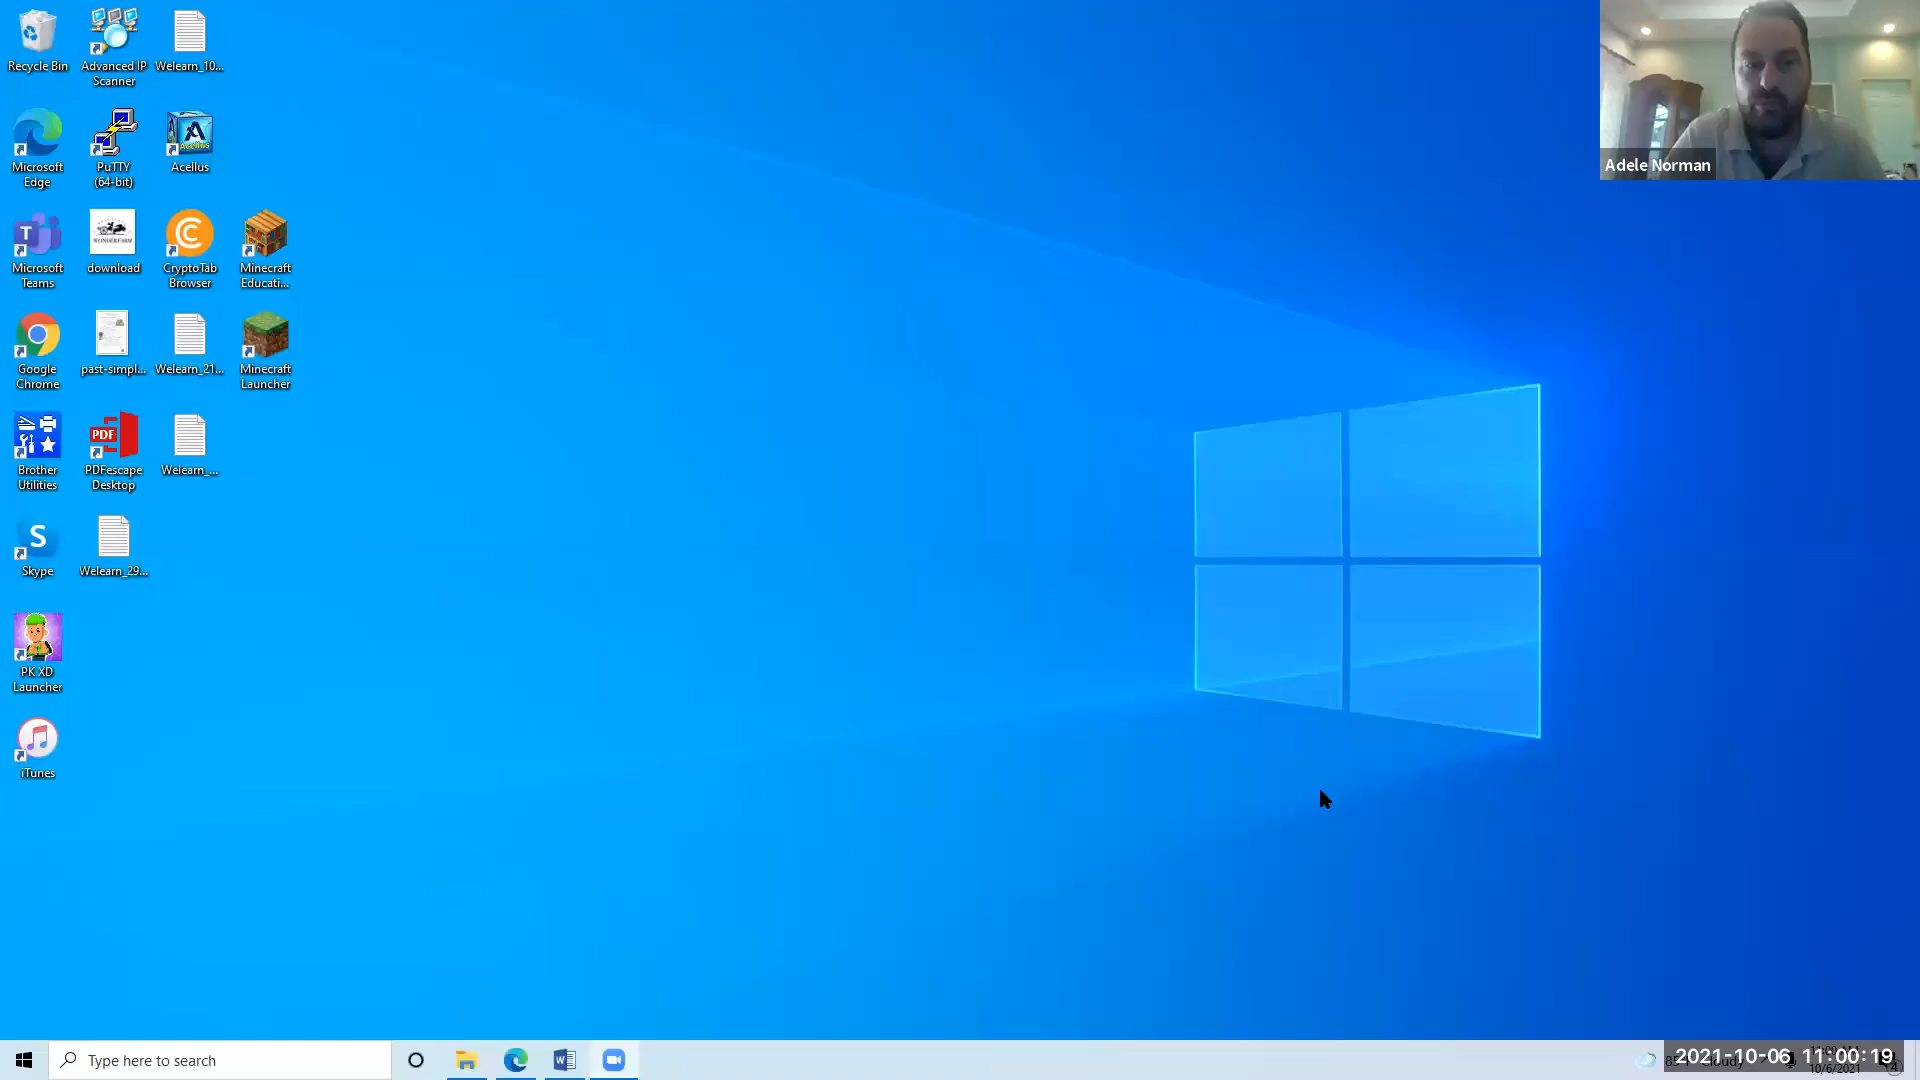 Recycle Bin
Advanced IP
Scanner
Welearn_10...
Adele Norman
Microsoft
Edge
PuTTY
(64-bit)
Acellus
Microsoft
Teams
download
CryptoTab
Browser
Minecraft
Educati...
WONDERFARM
Google
Chrome
past-simpl...
Welearn_21...
Minecraft
Launcher
Brother
Utilities
PDF
PDFescape
Desktop
Welearn_...
Skype
Welearn_29...
PK XD
Launcher
iTunes
Type here to search
2021-10-06 11:00:19
10/6/2021